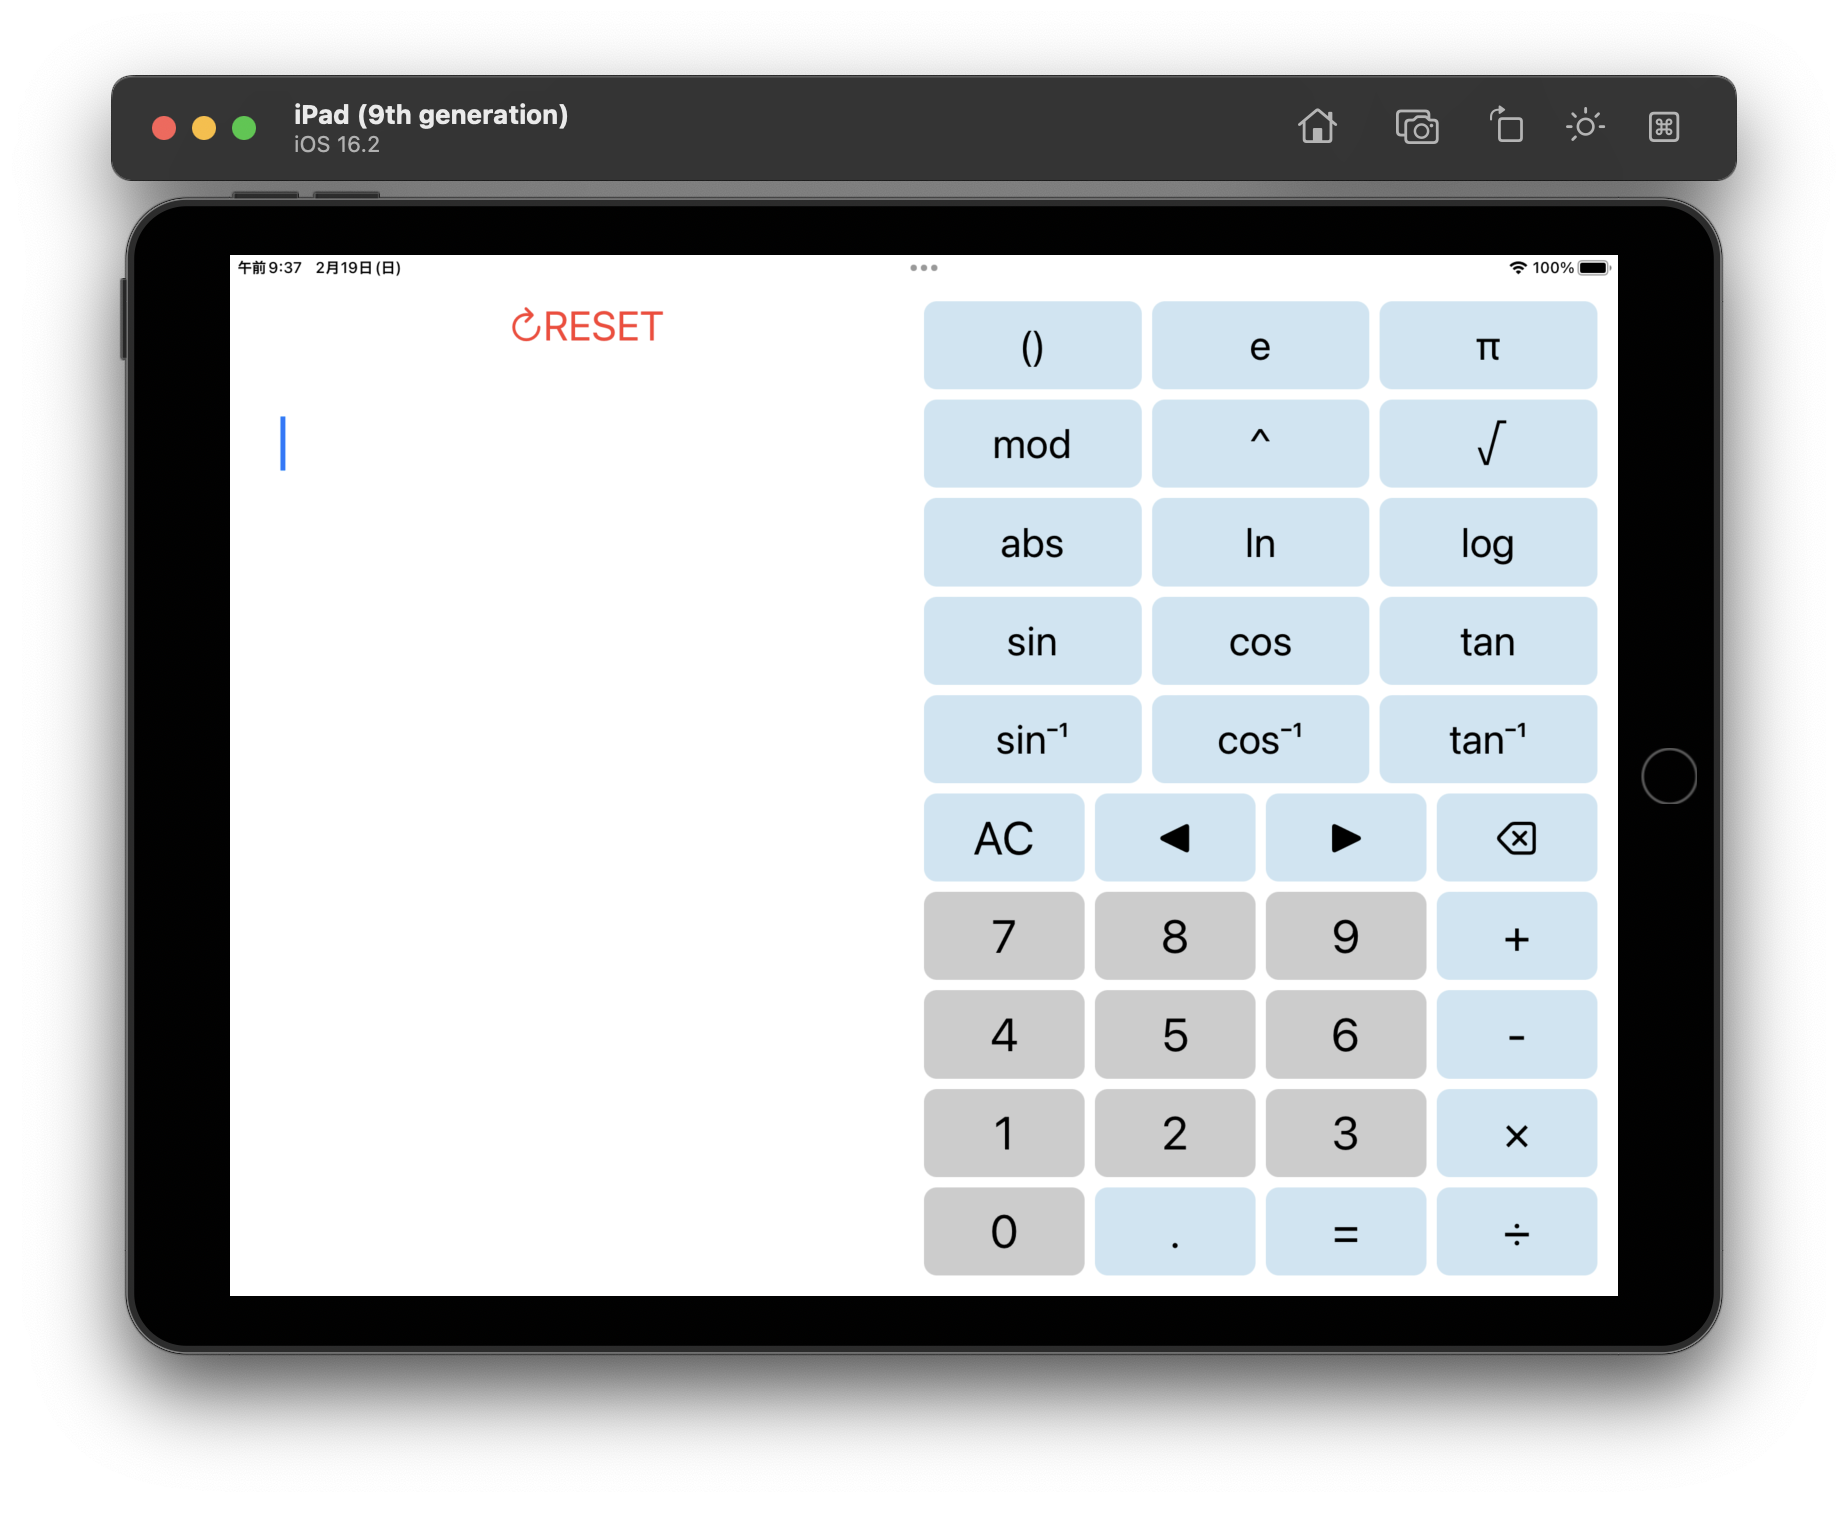 iPad (9th generation)
iOS 16.2
午前9:37 2月19日(日)
100%
RESET
() e π
mod ^ √
abs ln log
sin cos tan
sin⁻¹ cos⁻¹ tan⁻¹
AC ◀ ▶
7 8 9 +
4 5 6 -
1 2 3 ×
0 . = ÷